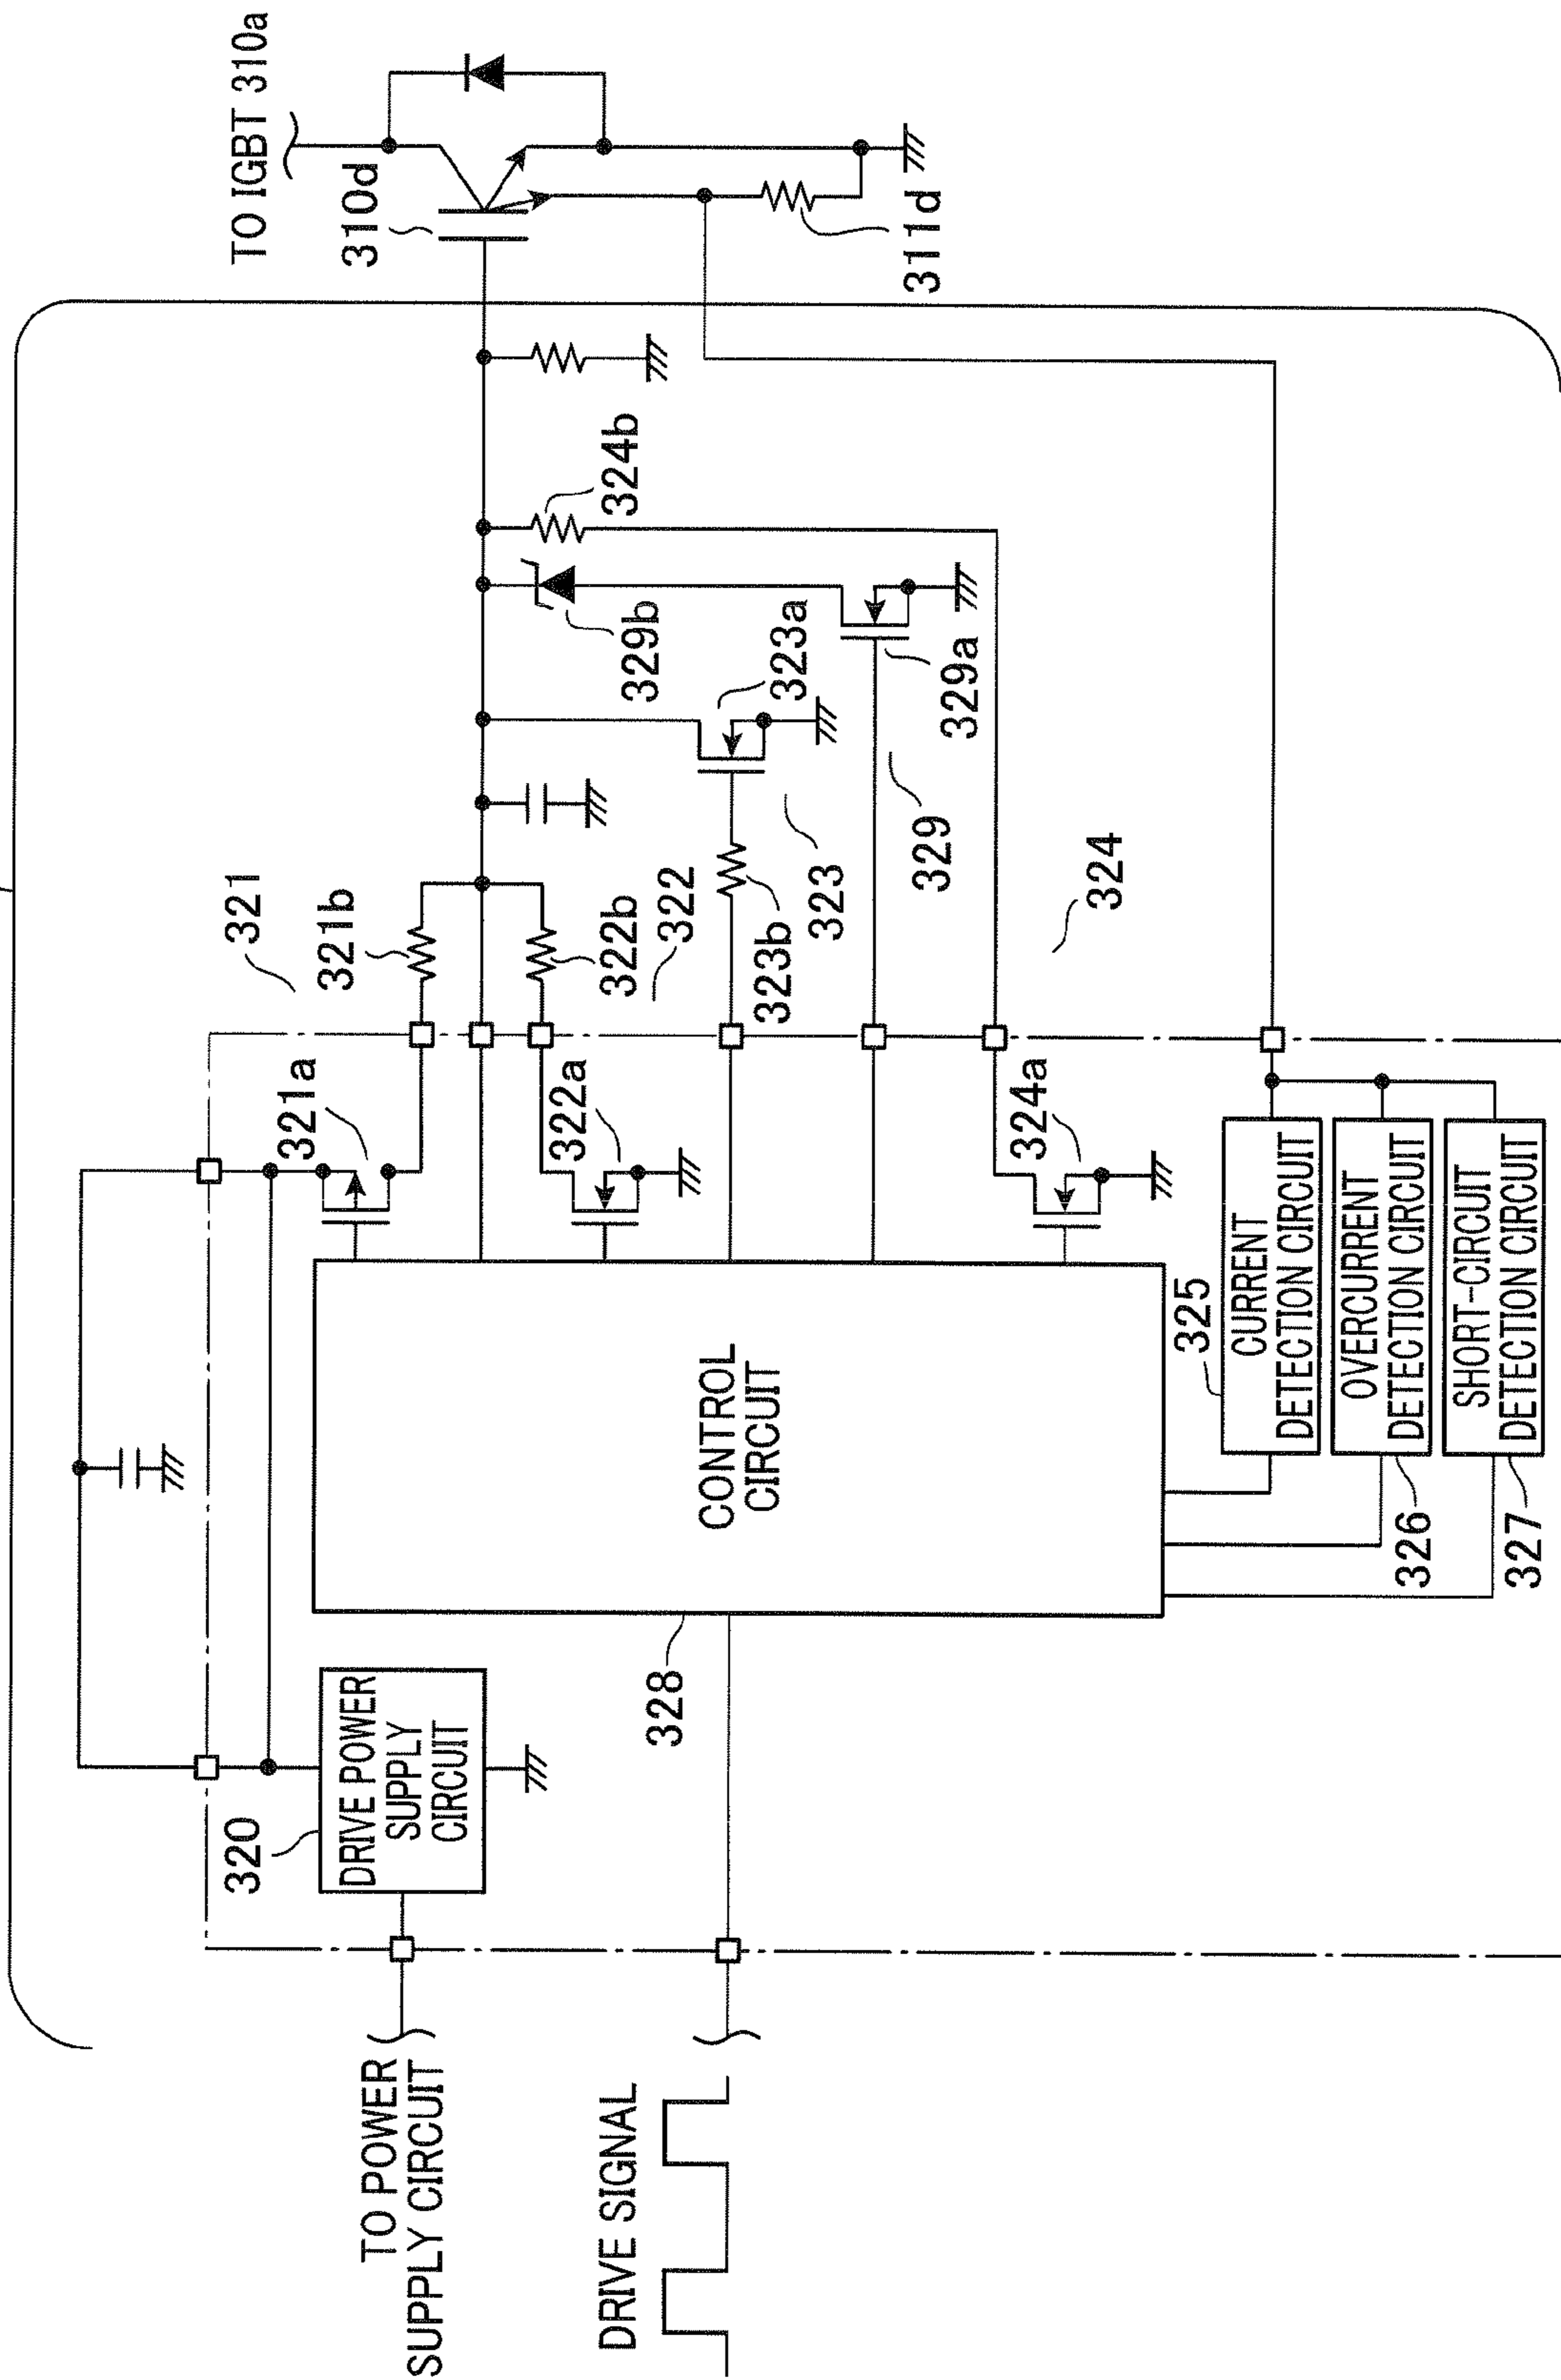 TO IGBT 310a
310d
311d
324b
329b
323a
329a
329
323
323b
324
321
321b
322b
322
321a
322a
324a
CONTROL
CIRCUIT
328
325
CURRENT
DETECTION CIRCUIT
OVERCURRENT
DETECTION CIRCUIT
326
SHORT-CIRCUIT
DETECTION CIRCUIT
327
320
DRIVE POWER
SUPPLY
CIRCUIT
TO POWER
SUPPLY CIRCUIT
DRIVE SIGNAL